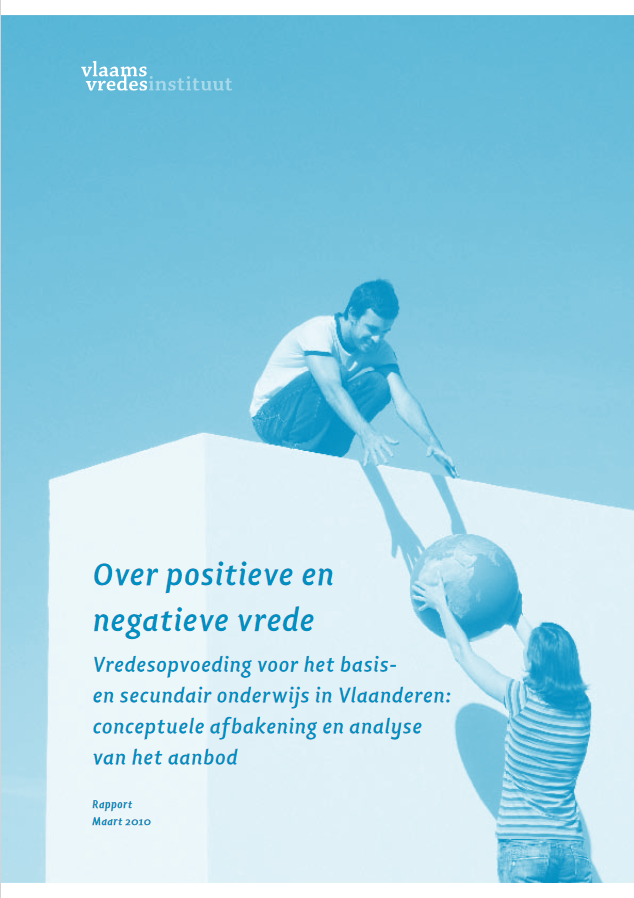 vlaams
vredesinstituut
Over positieve en
negatieve vrede
Vredesopvoeding voor het basis-
en secundair onderwijs in Vlaanderen:
conceptuele afbakening en analyse
van het aanbod
Rapport
Maart 2010